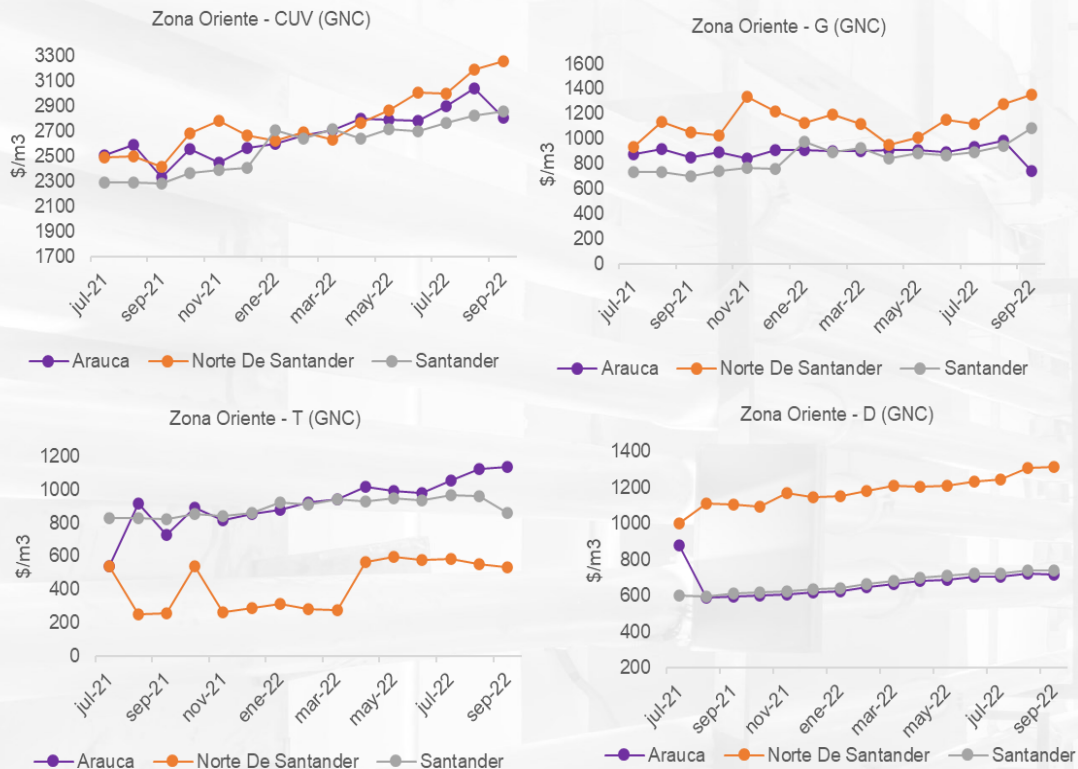 Zona Oriente - CUV (GNC)
3300
3100
2900
2700
2500
2300
2100
1900
1700
$/m3
jul-21
sep-21
nov-21
ene-22
mar-22
may-22
jul-22
sep-22
Arauca
Norte De Santander
Santander
Zona Oriente - G (GNC)
1600
1400
1200
1000
800
600
400
200
0
$/m3
jul-21
sep-21
nov-21
ene-22
mar-22
may-22
jul-22
sep-22
Arauca
Norte De Santander
Santander
Zona Oriente - T (GNC)
1200
1000
800
600
400
200
0
$/m3
jul-21
sep-21
nov-21
ene-22
mar-22
may-22
jul-22
sep-22
Arauca
Norte De Santander
Santander
Zona Oriente - D (GNC)
1400
1200
1000
800
600
400
200
$/m3
jul-21
sep-21
nov-21
ene-22
mar-22
may-22
jul-22
sep-22
Arauca
Norte De Santander
Santander